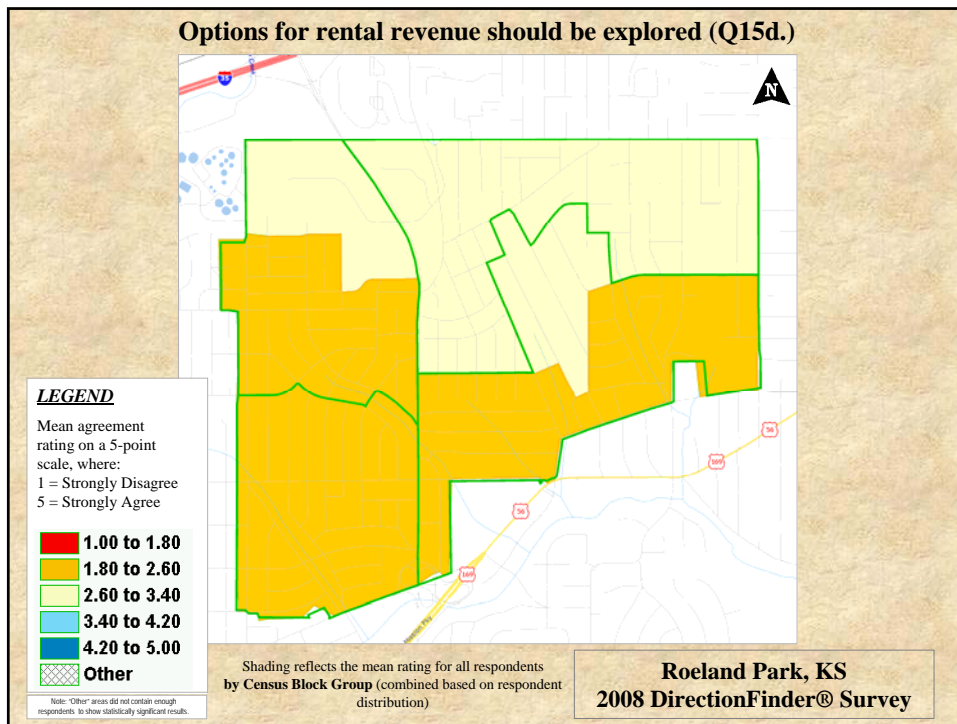 Options for rental revenue should be explored (Q15d.)
35
Creek
N
LEGEND
Mean agreement
rating on a 5-point
scale, where:
1 = Strongly Disagree
5 = Strongly Agree
1.00 to 1.80
1.80 to 2.60
2.60 to 3.40
3.40 to 4.20
4.20 to 5.00
Other
Note: "Other" areas did not contain enough
respondents to show statistically significant results.
56
169
56
169
Shading reflects the mean rating for all respondents
by Census Block Group (combined based on respondent
distribution)
Roeland Park, KS
2008 DirectionFinder® Survey